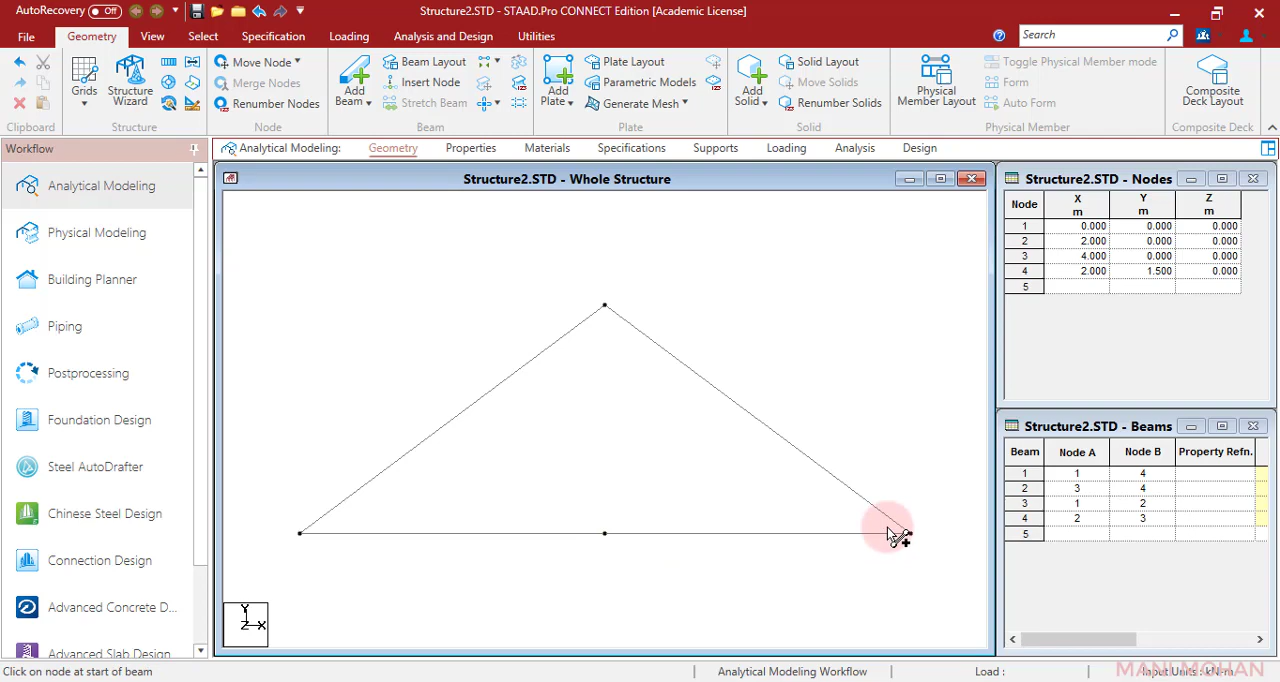 AutoRecovery Off
Structure2.STD - STAAD.Pro CONNECT Edition [Academic License]
File Geometry View Select Specification Loading Analysis and Design Utilities
Search
Clipboard
Grids
Structure Wizard
Structure
Move Node
Merge Nodes
Renumber Nodes
Node
Add Beam
Beam Layout
Insert Node
Stretch Beam
Beam
Add Plate
Plate Layout
Parametric Models
Generate Mesh
Plate
Add Solid
Solid Layout
Move Solids
Renumber Solids
Solid
Physical Member Layout
Toggle Physical Member mode
Form
Auto Form
Physical Member
Composite Deck Layout
Composite Deck
Workflow
Analytical Modeling
Physical Modeling
Building Planner
Piping
Postprocessing
Foundation Design
Steel AutoDrafter
Chinese Steel Design
Connection Design
Advanced Concrete D...
Advanced Slab Design
Analytical Modeling: Geometry Properties Materials Specifications Supports Loading Analysis Design
Structure2.STD - Whole Structure
Y
Z X
Structure2.STD - Nodes
Node X m Y m Z m
1 0.000 0.000 0.000
2 2.000 0.000 0.000
3 4.000 0.000 0.000
4 2.000 1.500 0.000
5
Structure2.STD - Beams
Beam Node A Node B Property Refn.
1 1 4
2 3 4
3 1 2
4 2 3
5
Click on node at start of beam
Analytical Modeling Workflow
Load :
Input Units : kN-m
MANI MOHAN